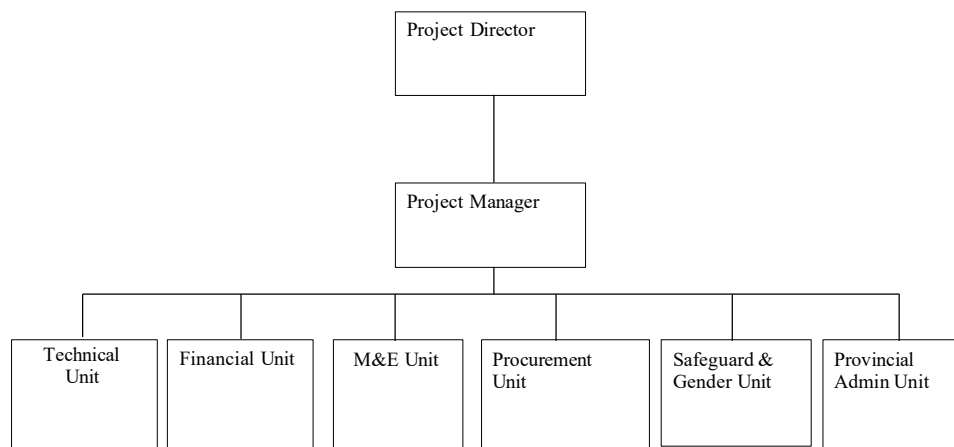 Project Director
Project Manager
Technical
Unit
Financial Unit
M&E Unit
Procurement
Unit
Safeguard &
Gender Unit
Provincial
Admin Unit